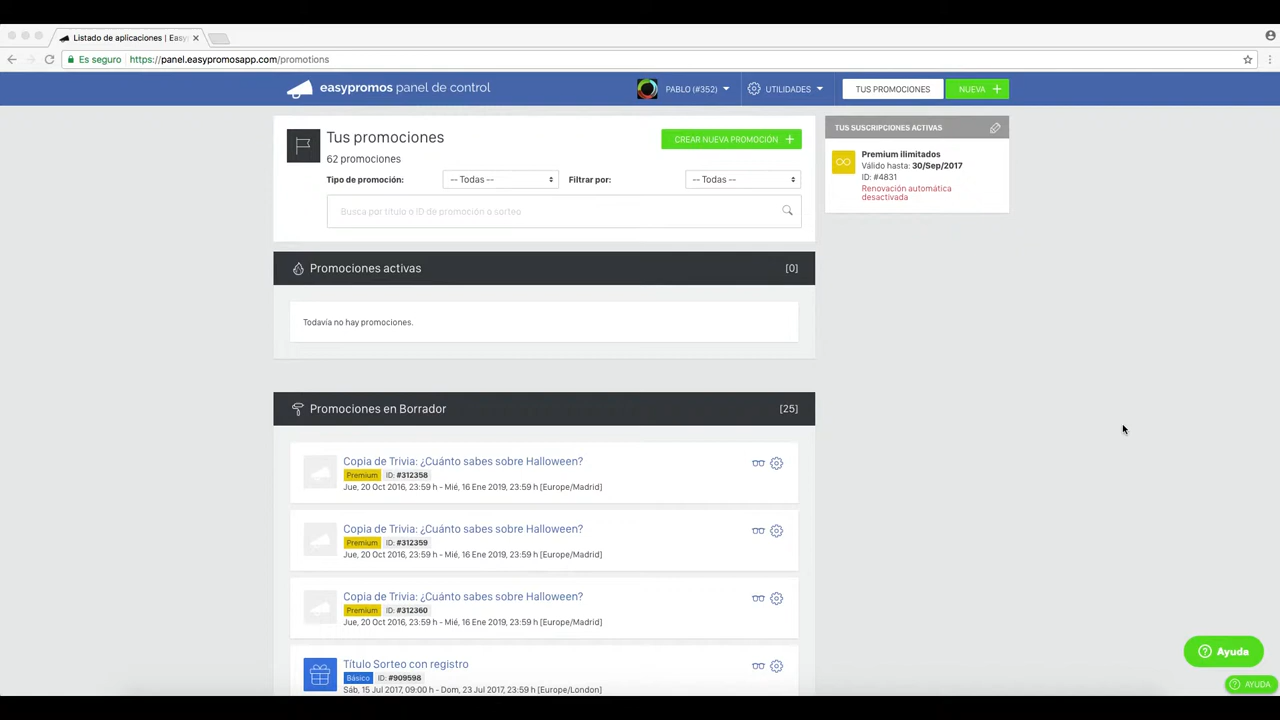 Listado de aplicaciones | Easy
Es seguro https://panel.easypromosapp.com/promotions
easypromos panel de control
PABLO (#352)
UTILIDADES
TUS PROMOCIONES
NUEVA +
Tus promociones
CREAR NUEVA PROMOCIÓN +
62 promociones
Tipo de promoción: -- Todas -- Filtrar por: -- Todas --
Busca por título o ID de promoción o sorteo
TUS SUSCRIPCIONES ACTIVAS
Premium ilimitados
Válido hasta: 30/Sep/2017
ID: #4831
Renovación automática
desactivada
Promociones activas [0]
Todavía no hay promociones.
Promociones en Borrador [25]
Copia de Trivia: ¿Cuánto sabes sobre Halloween?
Premium ID: #312358
Jue, 20 Oct 2016, 23:59 h - Mié, 16 Ene 2019, 23:59 h [Europe/Madrid]
Copia de Trivia: ¿Cuánto sabes sobre Halloween?
Premium ID: #312359
Jue, 20 Oct 2016, 23:59 h - Mié, 16 Ene 2019, 23:59 h [Europe/Madrid]
Copia de Trivia: ¿Cuánto sabes sobre Halloween?
Premium ID: #312360
Jue, 20 Oct 2016, 23:59 h - Mié, 16 Ene 2019, 23:59 h [Europe/Madrid]
Título Sorteo con registro
Básico ID: #909598
Sáb, 15 Jul 2017, 09:00 h - Dom, 23 Jul 2017, 23:59 h [Europe/London]
Ayuda
AYUDA